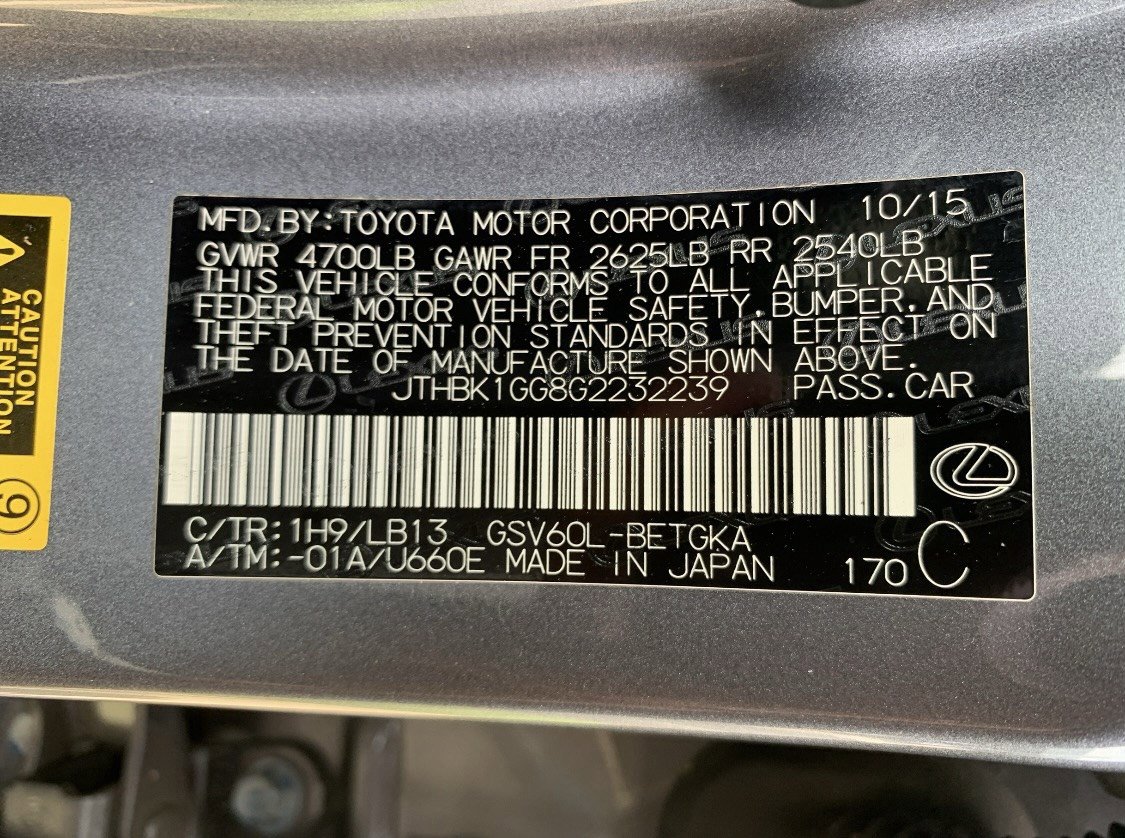 MFD.BY:TOYOTA MOTOR CORPORATION 10/15
GVWR 4700LB GAWR FR 2625LB RR 2540LB
THIS VEHICLE CONFORMS TO ALL APPLICABLE
FEDERAL MOTOR VEHICLE SAFETY,BUMPER,AND
THEFT PREVENTION STANDARDS IN EFFECT ON
THE DATE OF MANUFACTURE SHOWN ABOVE.
JTHBK1GG8G2232239 PASS.CAR
C/TR:1H9/LB13 GSV60L-BETGKA
A/TM:-01A/U660E MADE IN JAPAN 170 C
CAUTION
ATTENTION
9
LEXUS